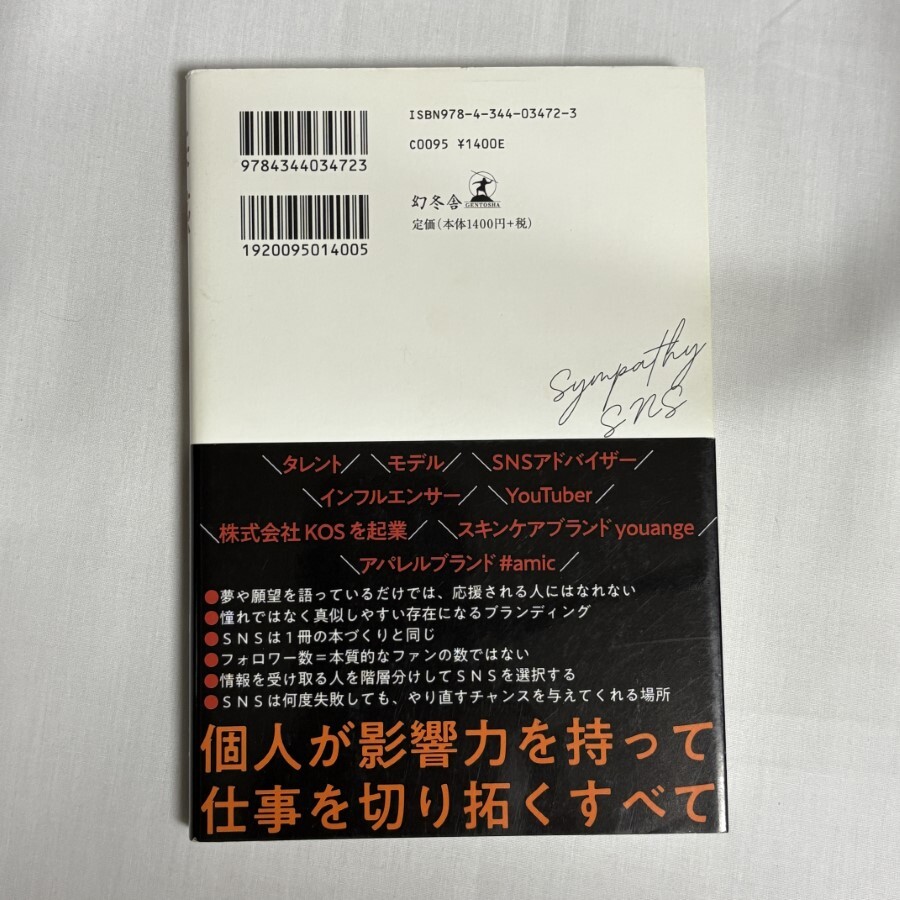 ISBN978-4-344-03472-3
9784344034723
C0095 ¥1400E
幻冬舎
GENTOSHA
定価(本体1400円+税)
1920095014005
Sympathy
SNS
\タレント/ \モデル/ \SNSアドバイザー/
\インフルエンサー/ \YouTuber/
\株式会社KOSを起業/ \スキンケアブランドyouange/
\アパレルブランド#amic/
●夢や願望を語っているだけでは、応援される人にはなれない
●憧れではなく真似しやすい存在になるブランディング
●SNSは1冊の本づくりと同じ
●フォロワー数=本質的なファンの数ではない
●情報を受け取る人を階層分けしてSNSを選択する
●SNSは何度失敗しても、やり直すチャンスを与えてくれる場所
個人が影響力を持って
仕事を切り拓くすべて